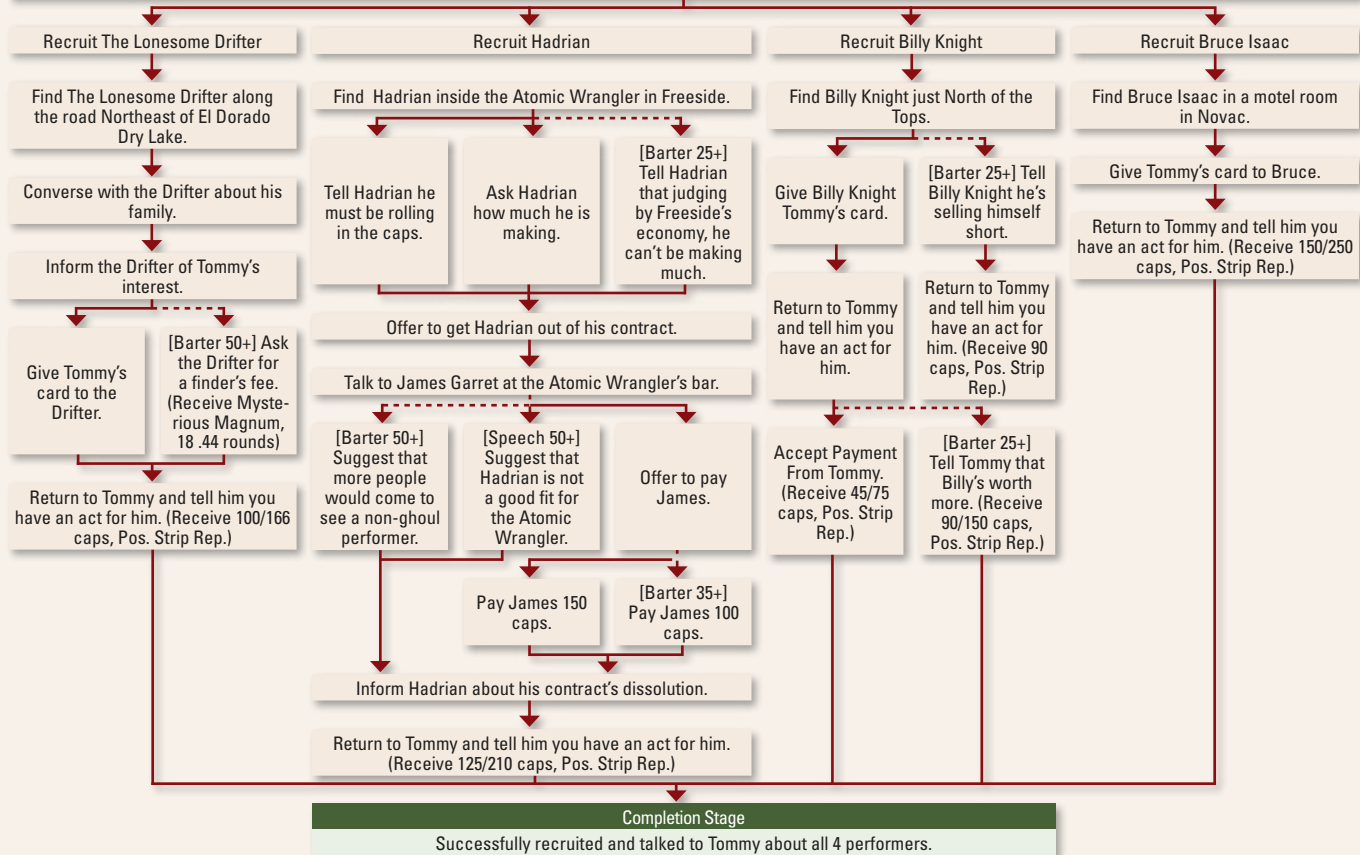 Recruit The Lonesome Drifter
Find The Lonesome Drifter along
the road Northeast of El Dorado
Dry Lake.
Converse with the Drifter about his
family.
Inform the Drifter of Tommy's
interest.
Give Tommy's
card to the
Drifter.
[Barter 50+] Ask
the Drifter for
a finder's fee.
(Receive Myste-
rious Magnum,
18 .44 rounds)
Return to Tommy and tell him you
have an act for him. (Receive 100/166
caps, Pos. Strip Rep.)
Recruit Hadrian
Find Hadrian inside the Atomic Wrangler in Freeside.
Tell Hadrian he
must be rolling
in the caps.
Ask Hadrian
how much he is
making.
[Barter 25+]
Tell Hadrian
that judging
by Freeside's
economy, he
can't be making
much.
Offer to get Hadrian out of his contract.
Talk to James Garret at the Atomic Wrangler's bar.
[Barter 50+]
Suggest that
more people
would come to
see a non-ghoul
performer.
[Speech 50+]
Suggest that
Hadrian is not
a good fit for
the Atomic
Wrangler.
Offer to pay
James.
Pay James 150
caps.
[Barter 35+]
Pay James 100
caps.
Inform Hadrian about his contract's dissolution.
Return to Tommy and tell him you have an act for him.
(Receive 125/210 caps, Pos. Strip Rep.)
Recruit Billy Knight
Find Billy Knight just North of the
Tops.
Give Billy Knight
Tommy's card.
[Barter 25+] Tell
Billy Knight he's
selling himself
short.
Return to Tommy
and tell him you
have an act for
him.
Return to Tommy
and tell him you
have an act for
him. (Receive 90
caps, Pos. Strip
Rep.)
Accept Payment
From Tommy.
(Receive 45/75
caps, Pos. Strip
Rep.)
[Barter 25+]
Tell Tommy that
Billy's worth
more. (Receive
90/150 caps,
Pos. Strip Rep.)
Recruit Bruce Isaac
Find Bruce Isaac in a motel room
in Novac.
Give Tommy's card to Bruce.
Return to Tommy and tell him you
have an act for him. (Receive 150/250
caps, Pos. Strip Rep.)
Completion Stage
Successfully recruited and talked to Tommy about all 4 performers.